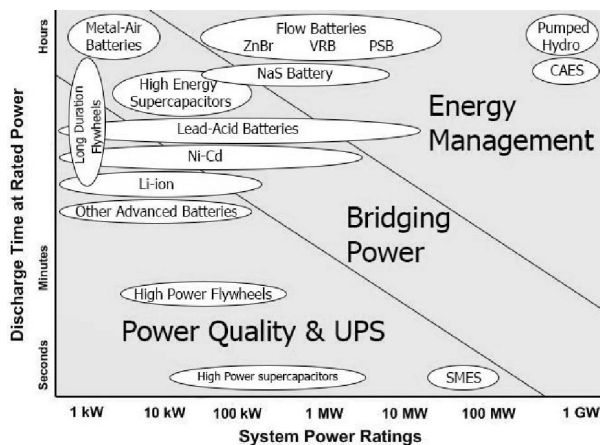 Hours
Metal-Air
Batteries
Flow Batteries
ZnBr VRB PSB
Pumped
Hydro
NaS Battery
CAES
High Energy
Supercapacitors
Energy
Management
Long Duration
Flywheels
Lead-Acid Batteries
Ni-Cd
Li-ion
Other Advanced Batteries
Bridging
Power
Discharge Time at Rated Power
Minutes
High Power Flywheels
Power Quality & UPS
Seconds
High Power supercapacitors
SMES
1 kW 10 kW 100 kW 1 MW 10 MW 100 MW 1 GW
System Power Ratings